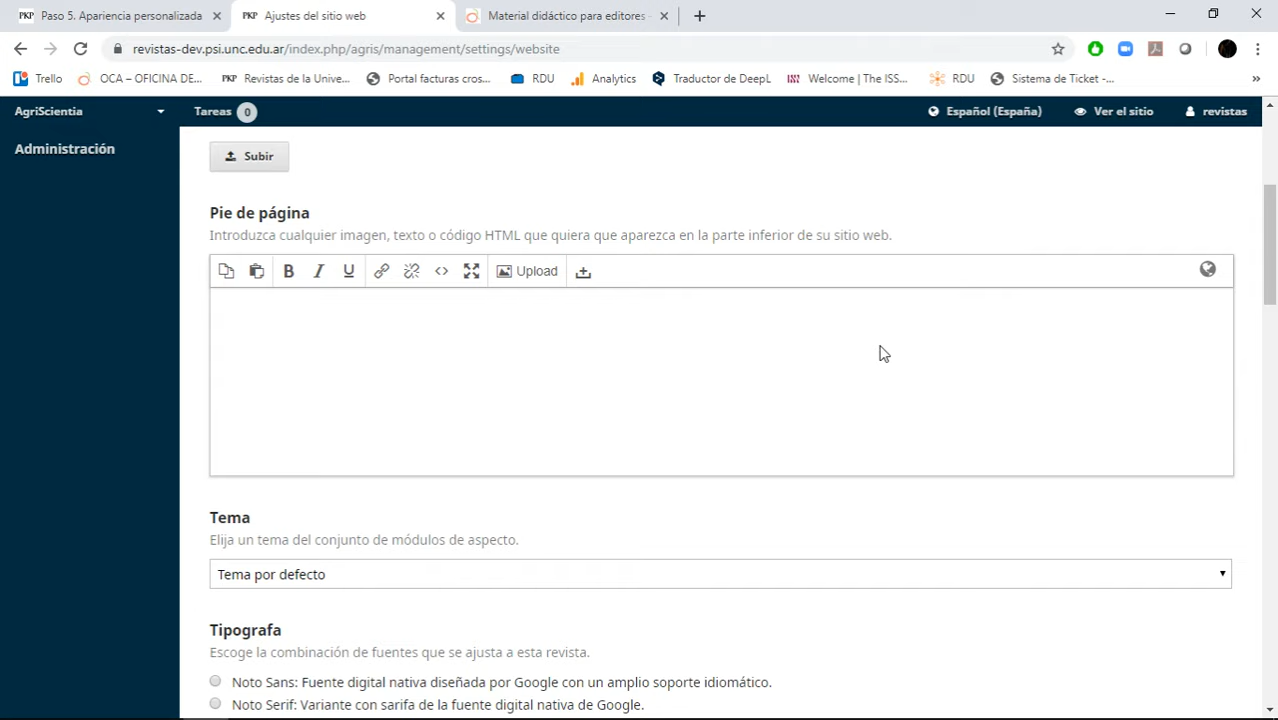 PKP Paso 5. Apariencia personalizada
PKP Ajustes del sitio web
Material didáctico para editores -
revistas-dev.psi.unc.edu.ar/index.php/agris/management/settings/website
Trello
OCA – OFICINA DE...
PKP Revistas de la Unive...
Portal facturas cros...
RDU
Analytics
Traductor de DeepL
Welcome | The ISS...
RDU
Sistema de Ticket -...
»
AgriScientia
Tareas 0
Español (España)
Ver el sitio
revistas
Administración
Subir
Pie de página
Introduzca cualquier imagen, texto o código HTML que quiera que aparezca en la parte inferior de su sitio web.
B I U <> Upload
Tema
Elija un tema del conjunto de módulos de aspecto.
Tema por defecto
Tipografa
Escoge la combinación de fuentes que se ajusta a esta revista.
Noto Sans: Fuente digital nativa diseñada por Google con un amplio soporte idiomático.
Noto Serif: Variante con sarifa de la fuente digital nativa de Google.